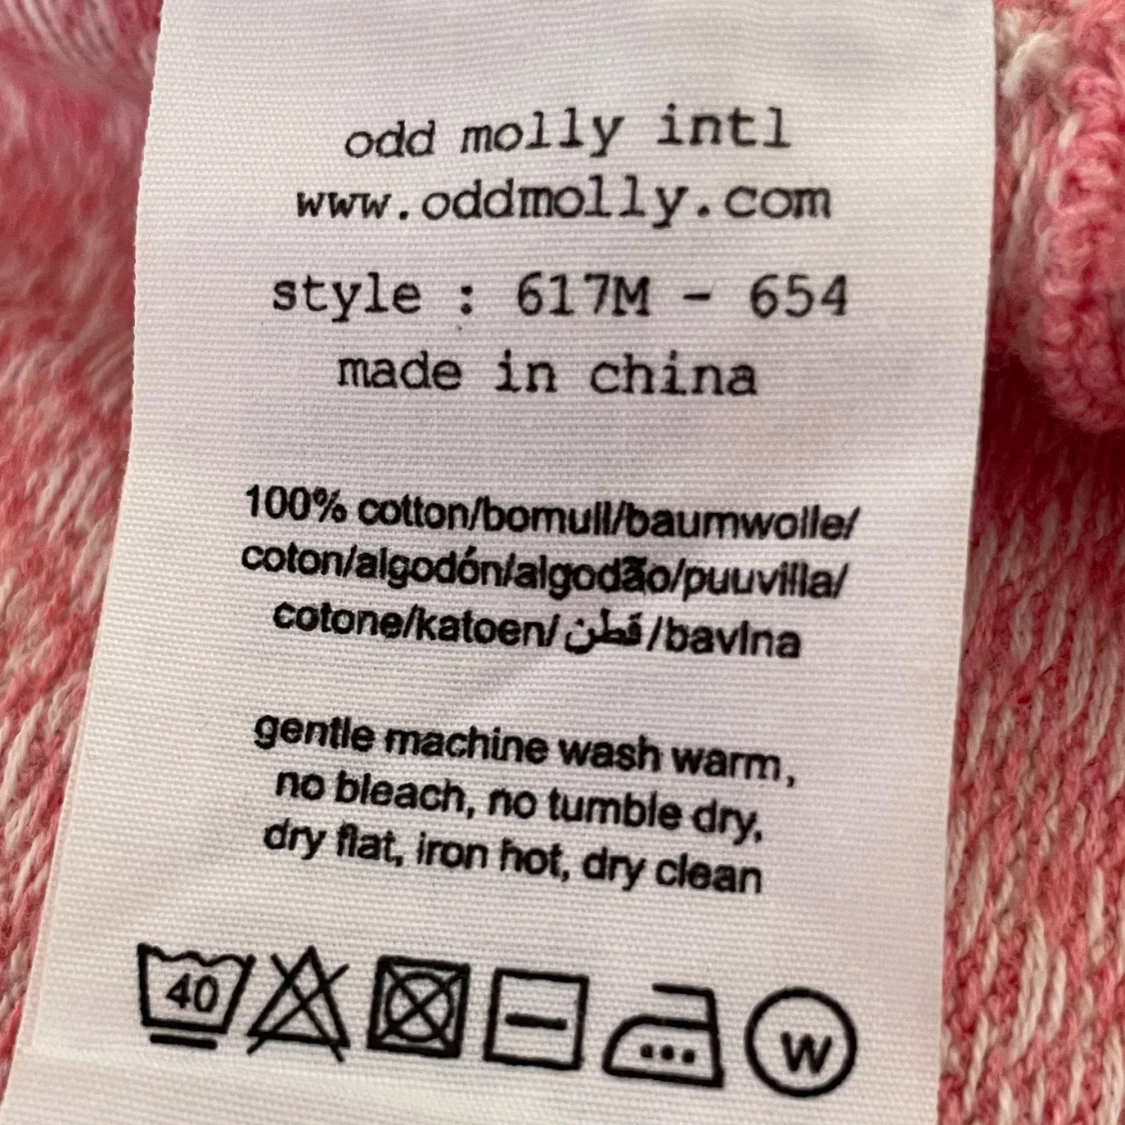 odd molly intl
www.oddmolly.com
style : 617M - 654
made in china
100% cotton/bomull/baumwolle/
coton/algodón/algodão/puuvilla/
cotone/katoen/قطن/bavlna
gentle machine wash warm,
no bleach, no tumble dry,
dry flat, iron hot, dry clean
40 W